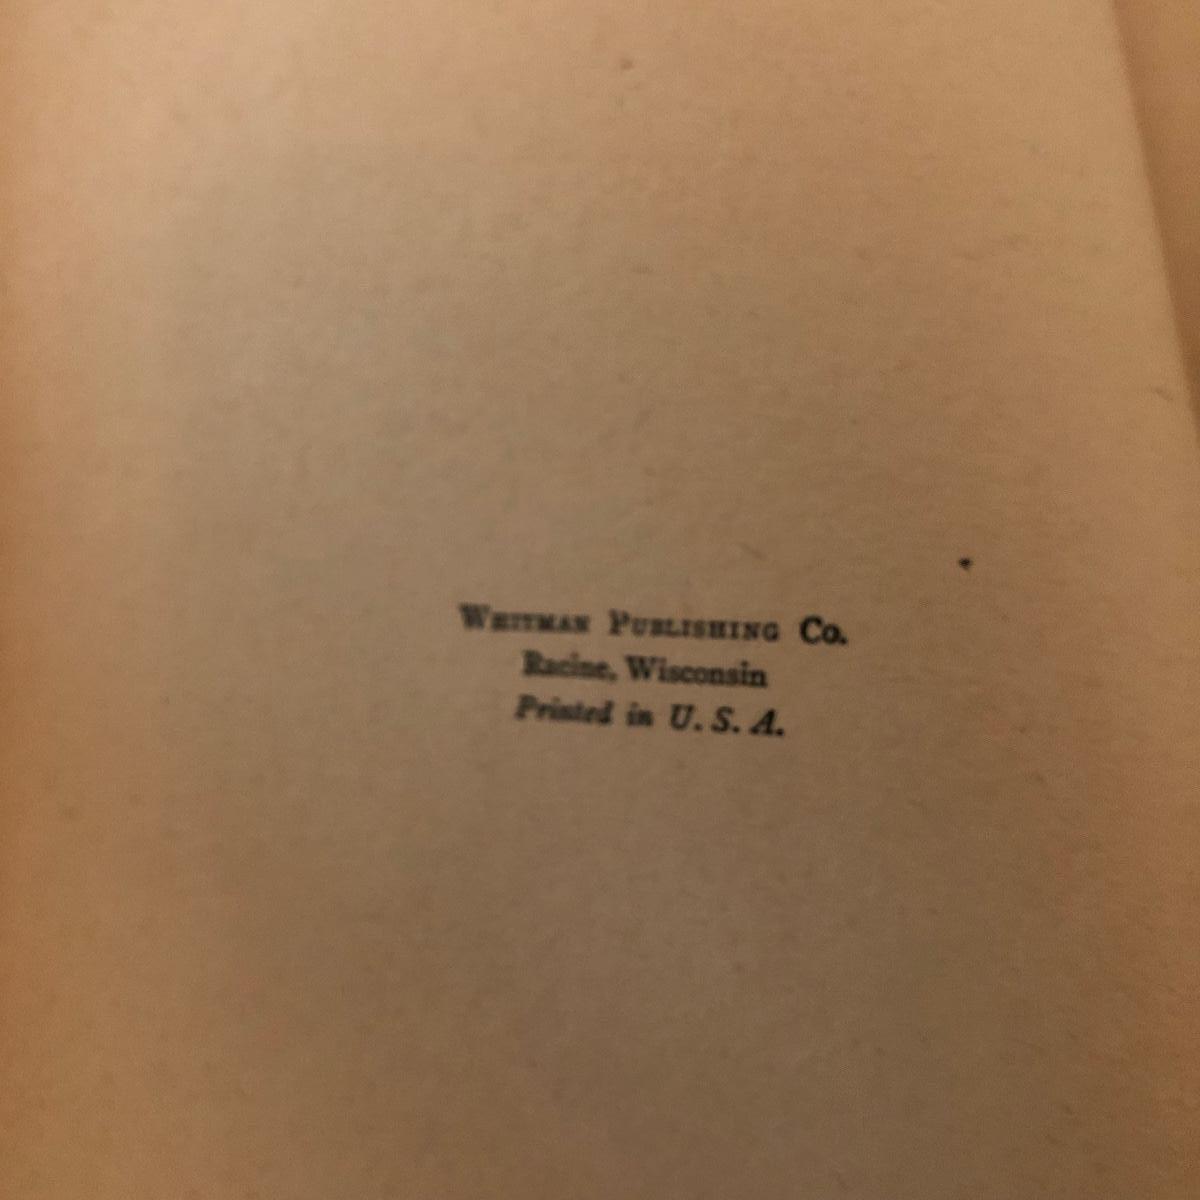 WHITMAN PUBLISHING CO.
Racine, Wisconsin
Printed in U. S. A.